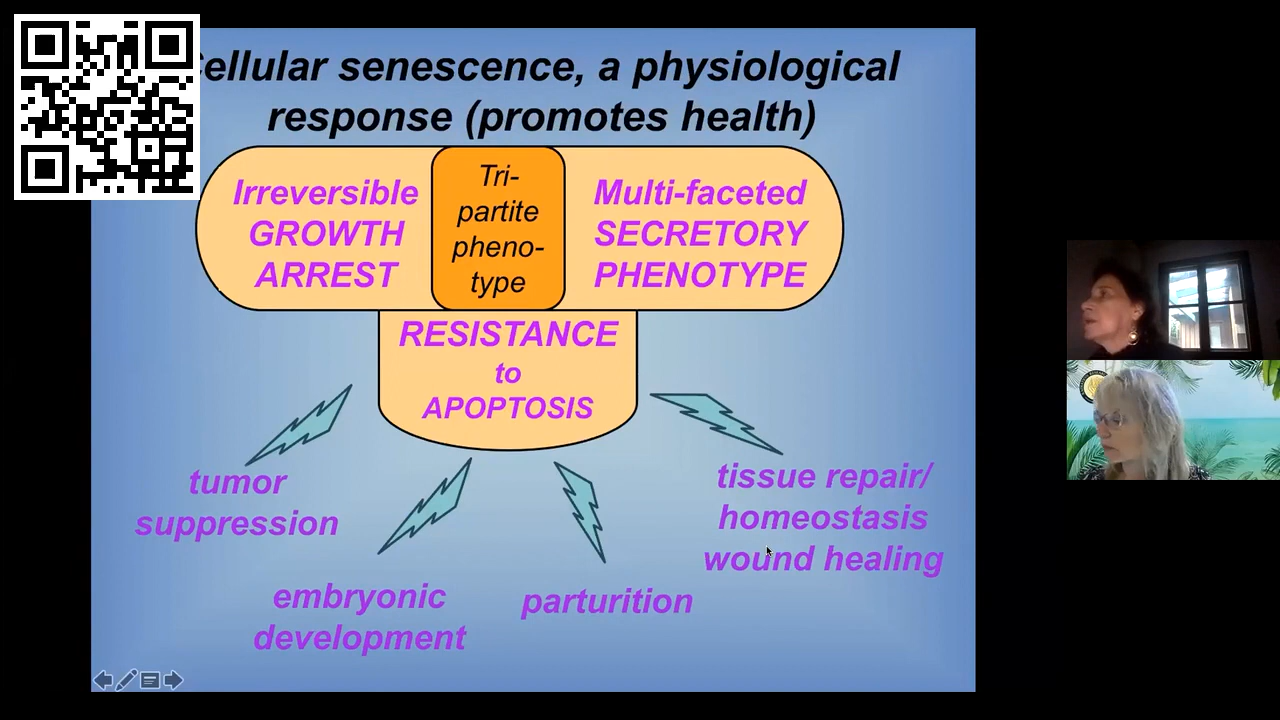 Cellular senescence, a physiological
response (promotes health)
Irreversible
GROWTH
ARREST
Tri-
partite
pheno-
type
Multi-faceted
SECRETORY
PHENOTYPE
RESISTANCE
to
APOPTOSIS
tumor
suppression
embryonic
development
parturition
tissue repair/
homeostasis
wound healing